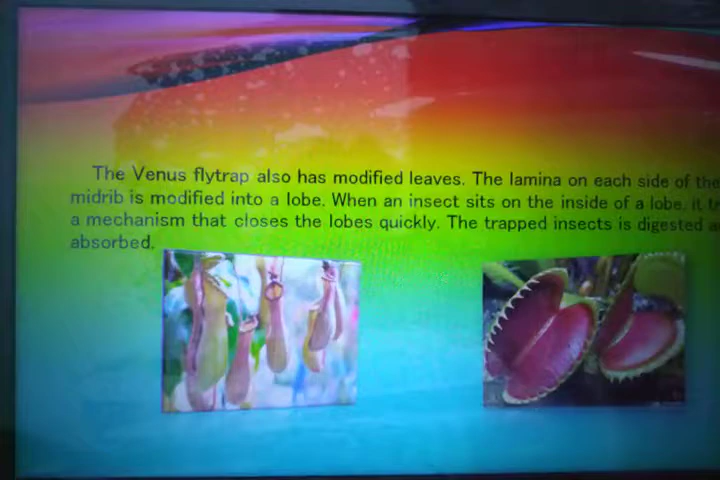 The Venus flytrap also has modified leaves. The lamina on each side of the
midrib is modified into a lobe. When an insect sits on the inside of a lobe, it
a mechanism that closes the lobes quickly. The trapped insects is digested
absorbed.